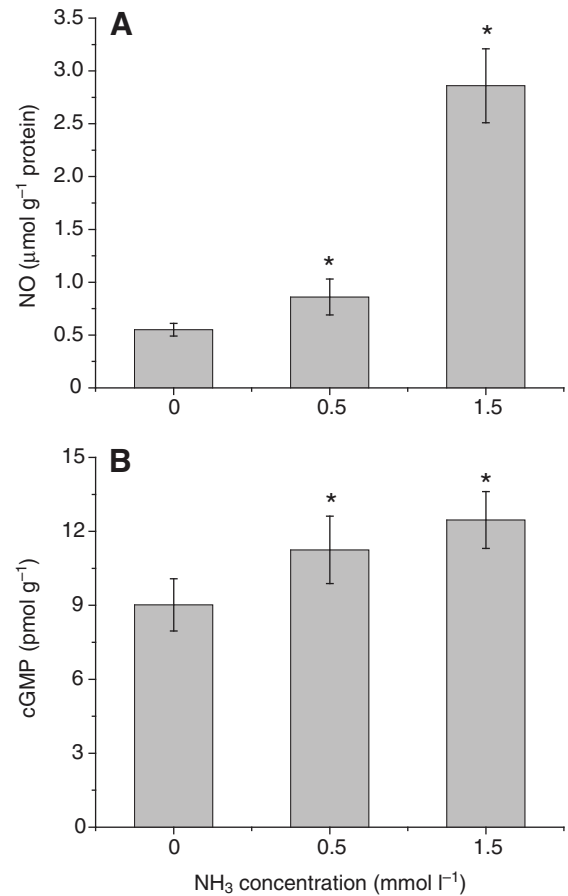 A
3.5
3.0
2.5
2.0
1.5
1.0
0.5
0
NO (μmol g⁻¹ protein)
*
*
0 0.5 1.5
B
15
12
9
6
3
0
cGMP (pmol g⁻¹)
*
*
0 0.5 1.5
NH₃ concentration (mmol l⁻¹)